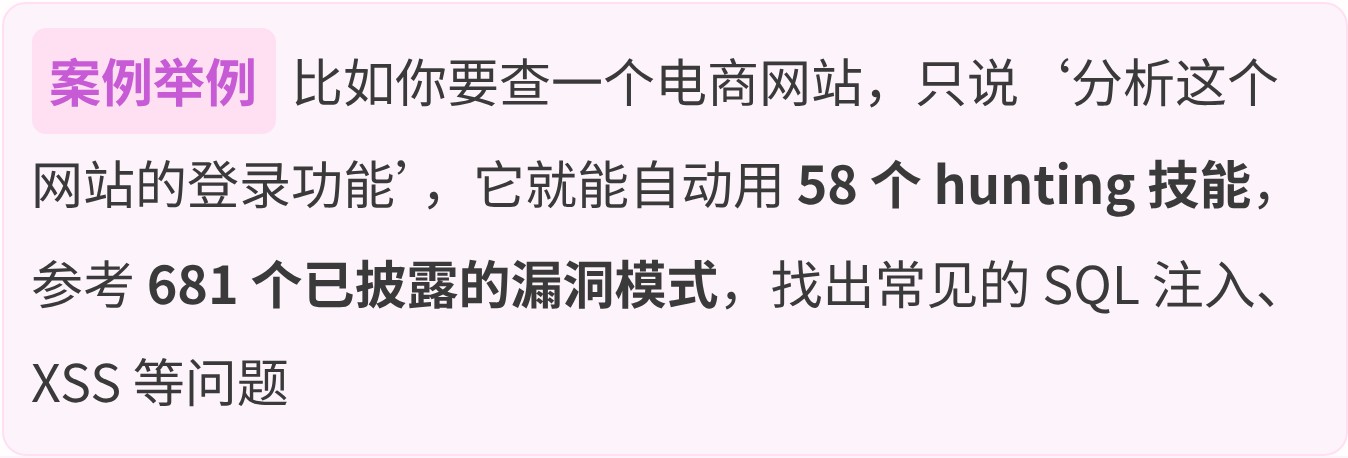 案例举例 比如你要查一个电商网站，只说‘分析这个
网站的登录功能’，它就能自动用 58 个 hunting 技能，
参考 681 个已披露的漏洞模式，找出常见的 SQL 注入、
XSS 等问题